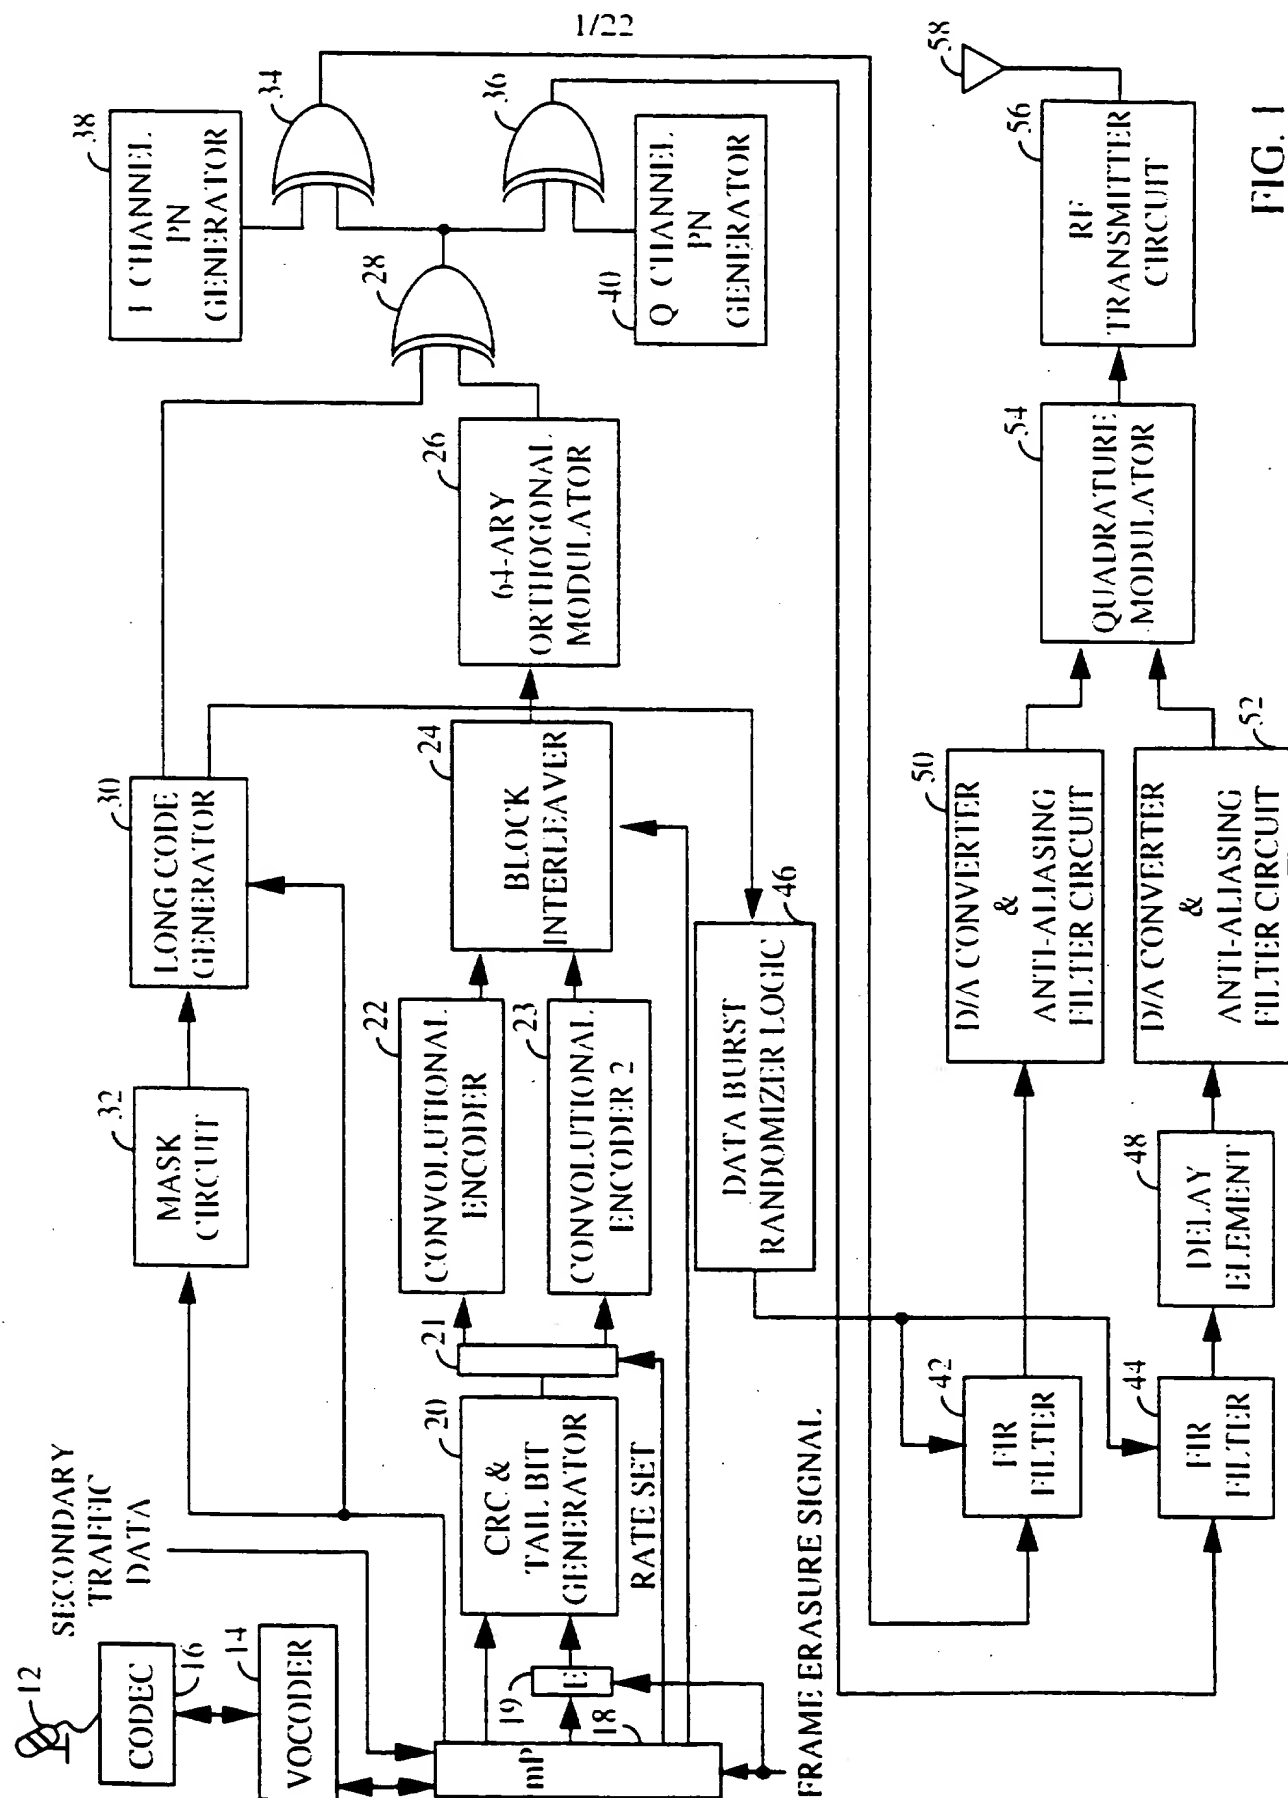 1/22
12
CODEC
16
VOCODER
14
SECONDARY
TRAFFIC
DATA
mP
18
19
E
FRAME ERASURE SIGNAL
CRC &
TAIL BIT
GENERATOR
20
RATE SET
21
MASK
CIRCUIT
32
LONG CODE
GENERATOR
30
CONVOLUTIONAL
ENCODER
22
CONVOLUTIONAL
ENCODER 2
23
BLOCK
INTERLEAVER
24
64-ARY
ORTHOGONAL
MODULATOR
26
28
I CHANNEL
PN
GENERATOR
38
34
36
Q CHANNEL
PN
GENERATOR
40
DATA BURST
RANDOMIZER LOGIC
46
FIR
FILTER
42
FIR
FILTER
44
DELAY
ELEMENT
48
D/A CONVERTER
&
ANTI-ALIASING
FILTER CIRCUIT
50
D/A CONVERTER
&
ANTI-ALIASING
FILTER CIRCUIT
52
QUADRATURE
MODULATOR
54
RF
TRANSMITTER
CIRCUIT
56
58
FIG. 1